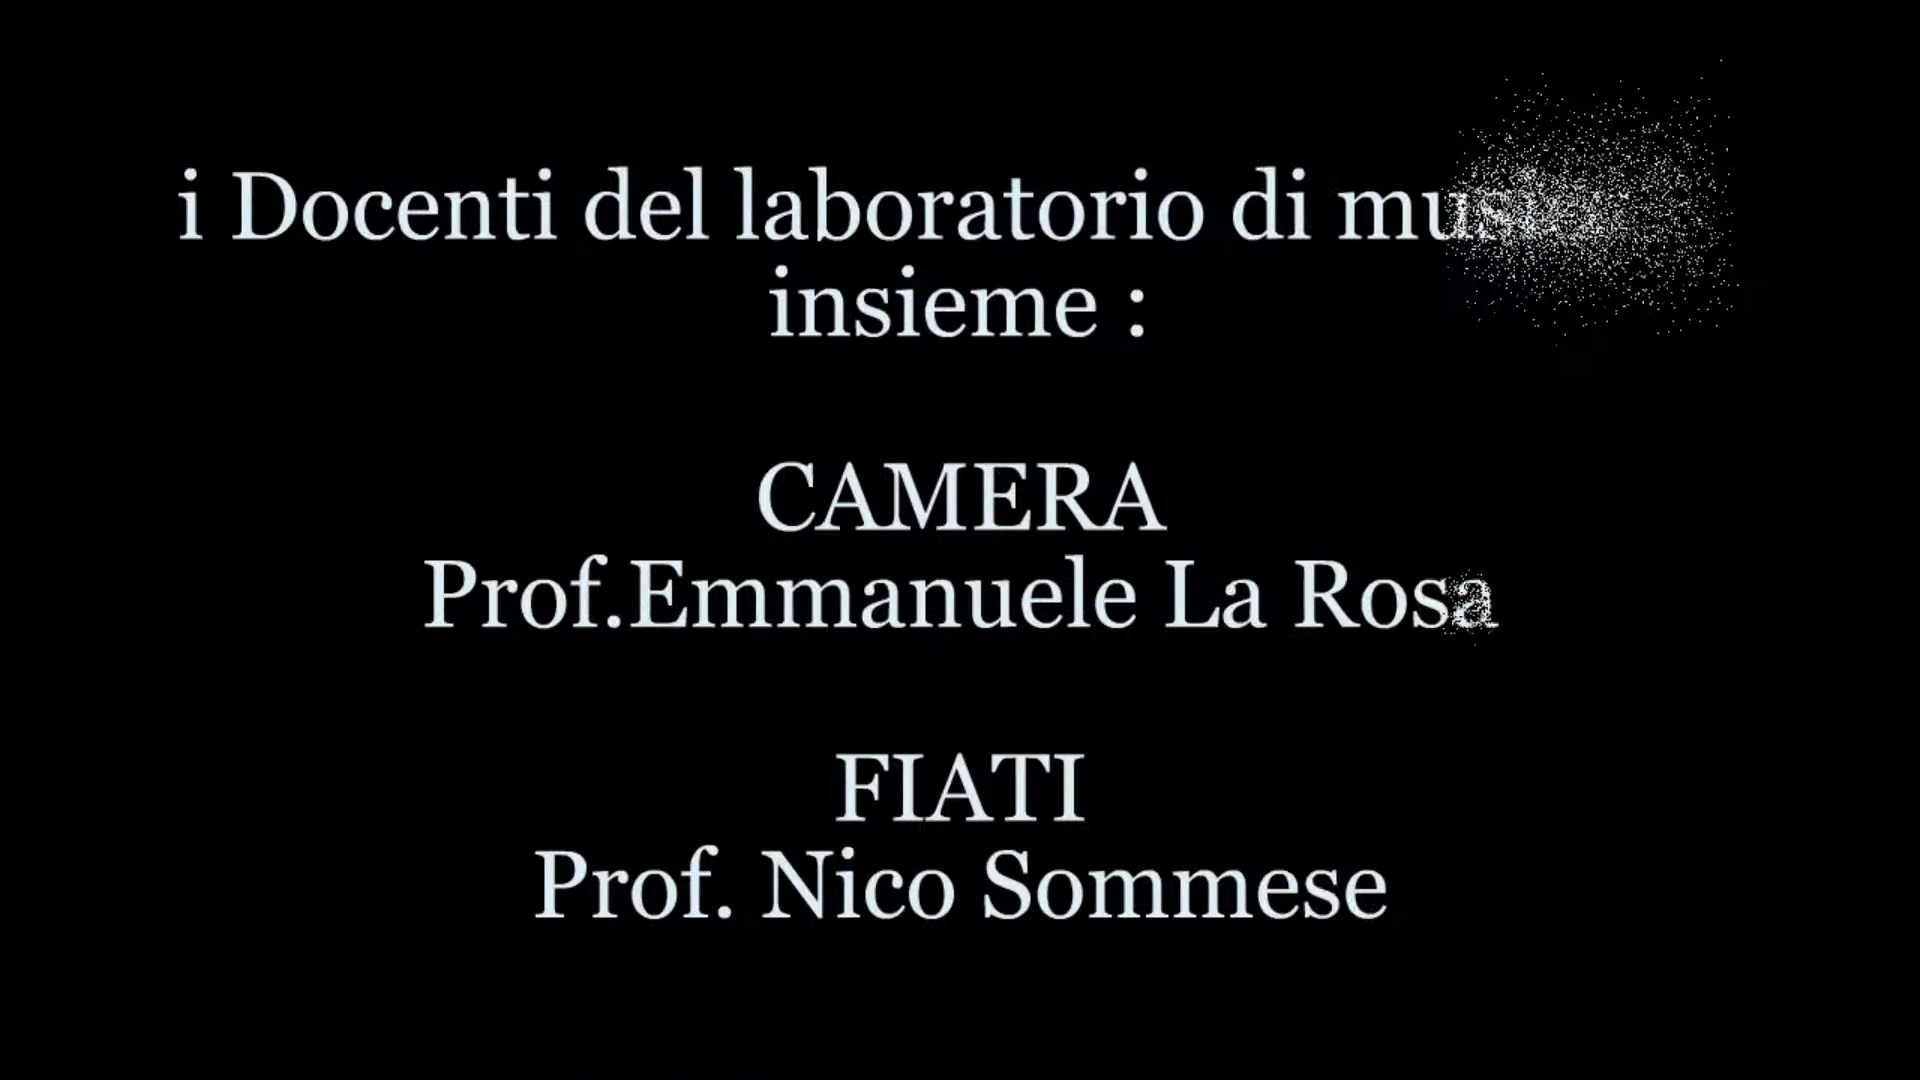 i Docenti del laboratorio di
insieme :
CAMERA
Prof.Emmanuele La Rosa
FIATI
Prof. Nico Sommese